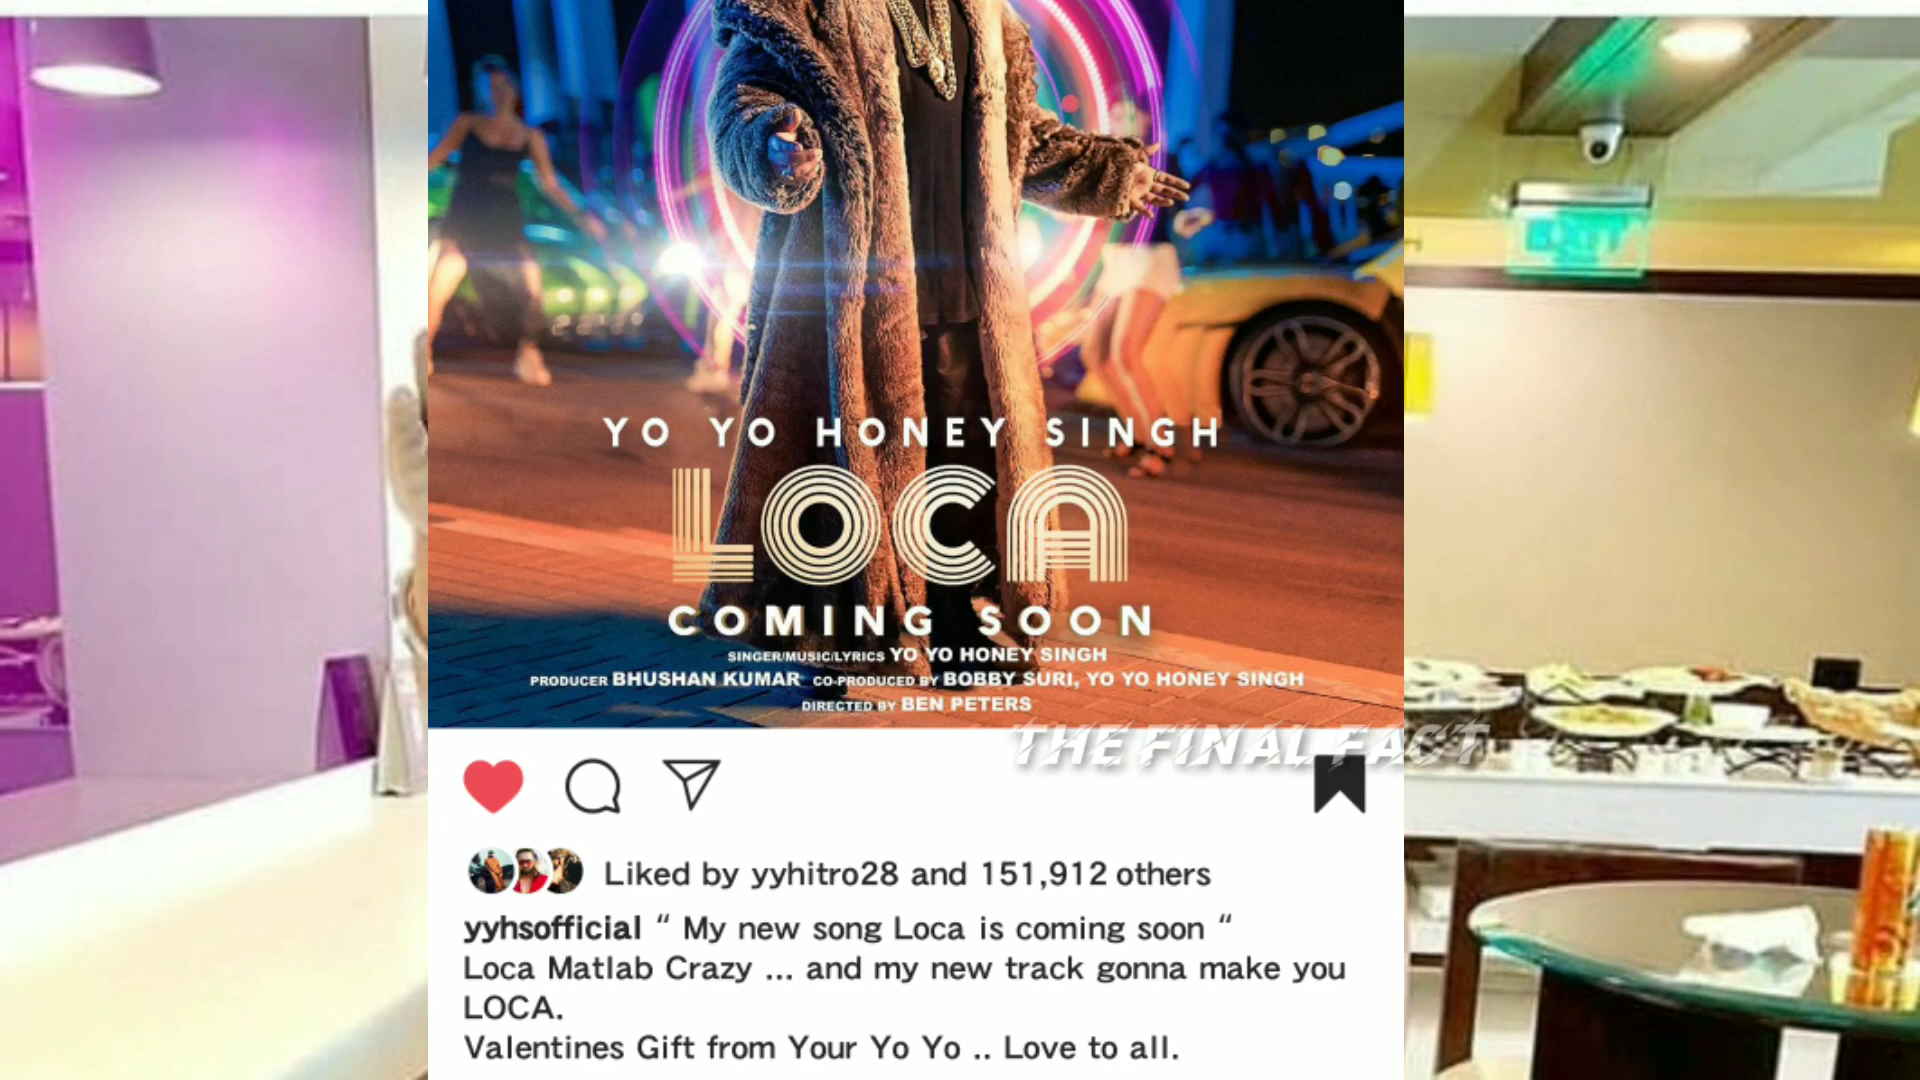 YO YO HONEY SINGH
LOCA
COMING SOON
SINGER/MUSIC/LYRICS YO YO HONEY SINGH
PRODUCER BHUSHAN KUMAR CO-PRODUCED BY BOBBY SURI, YO YO HONEY SINGH
DIRECTED BY BEN PETERS
THE FINAL FACT
Liked by yyhitro28 and 151,912 others
yyhsofficial “ My new song Loca is coming soon “
Loca Matlab Crazy ... and my new track gonna make you
LOCA.
Valentines Gift from Your Yo Yo .. Love to all.
EXIT